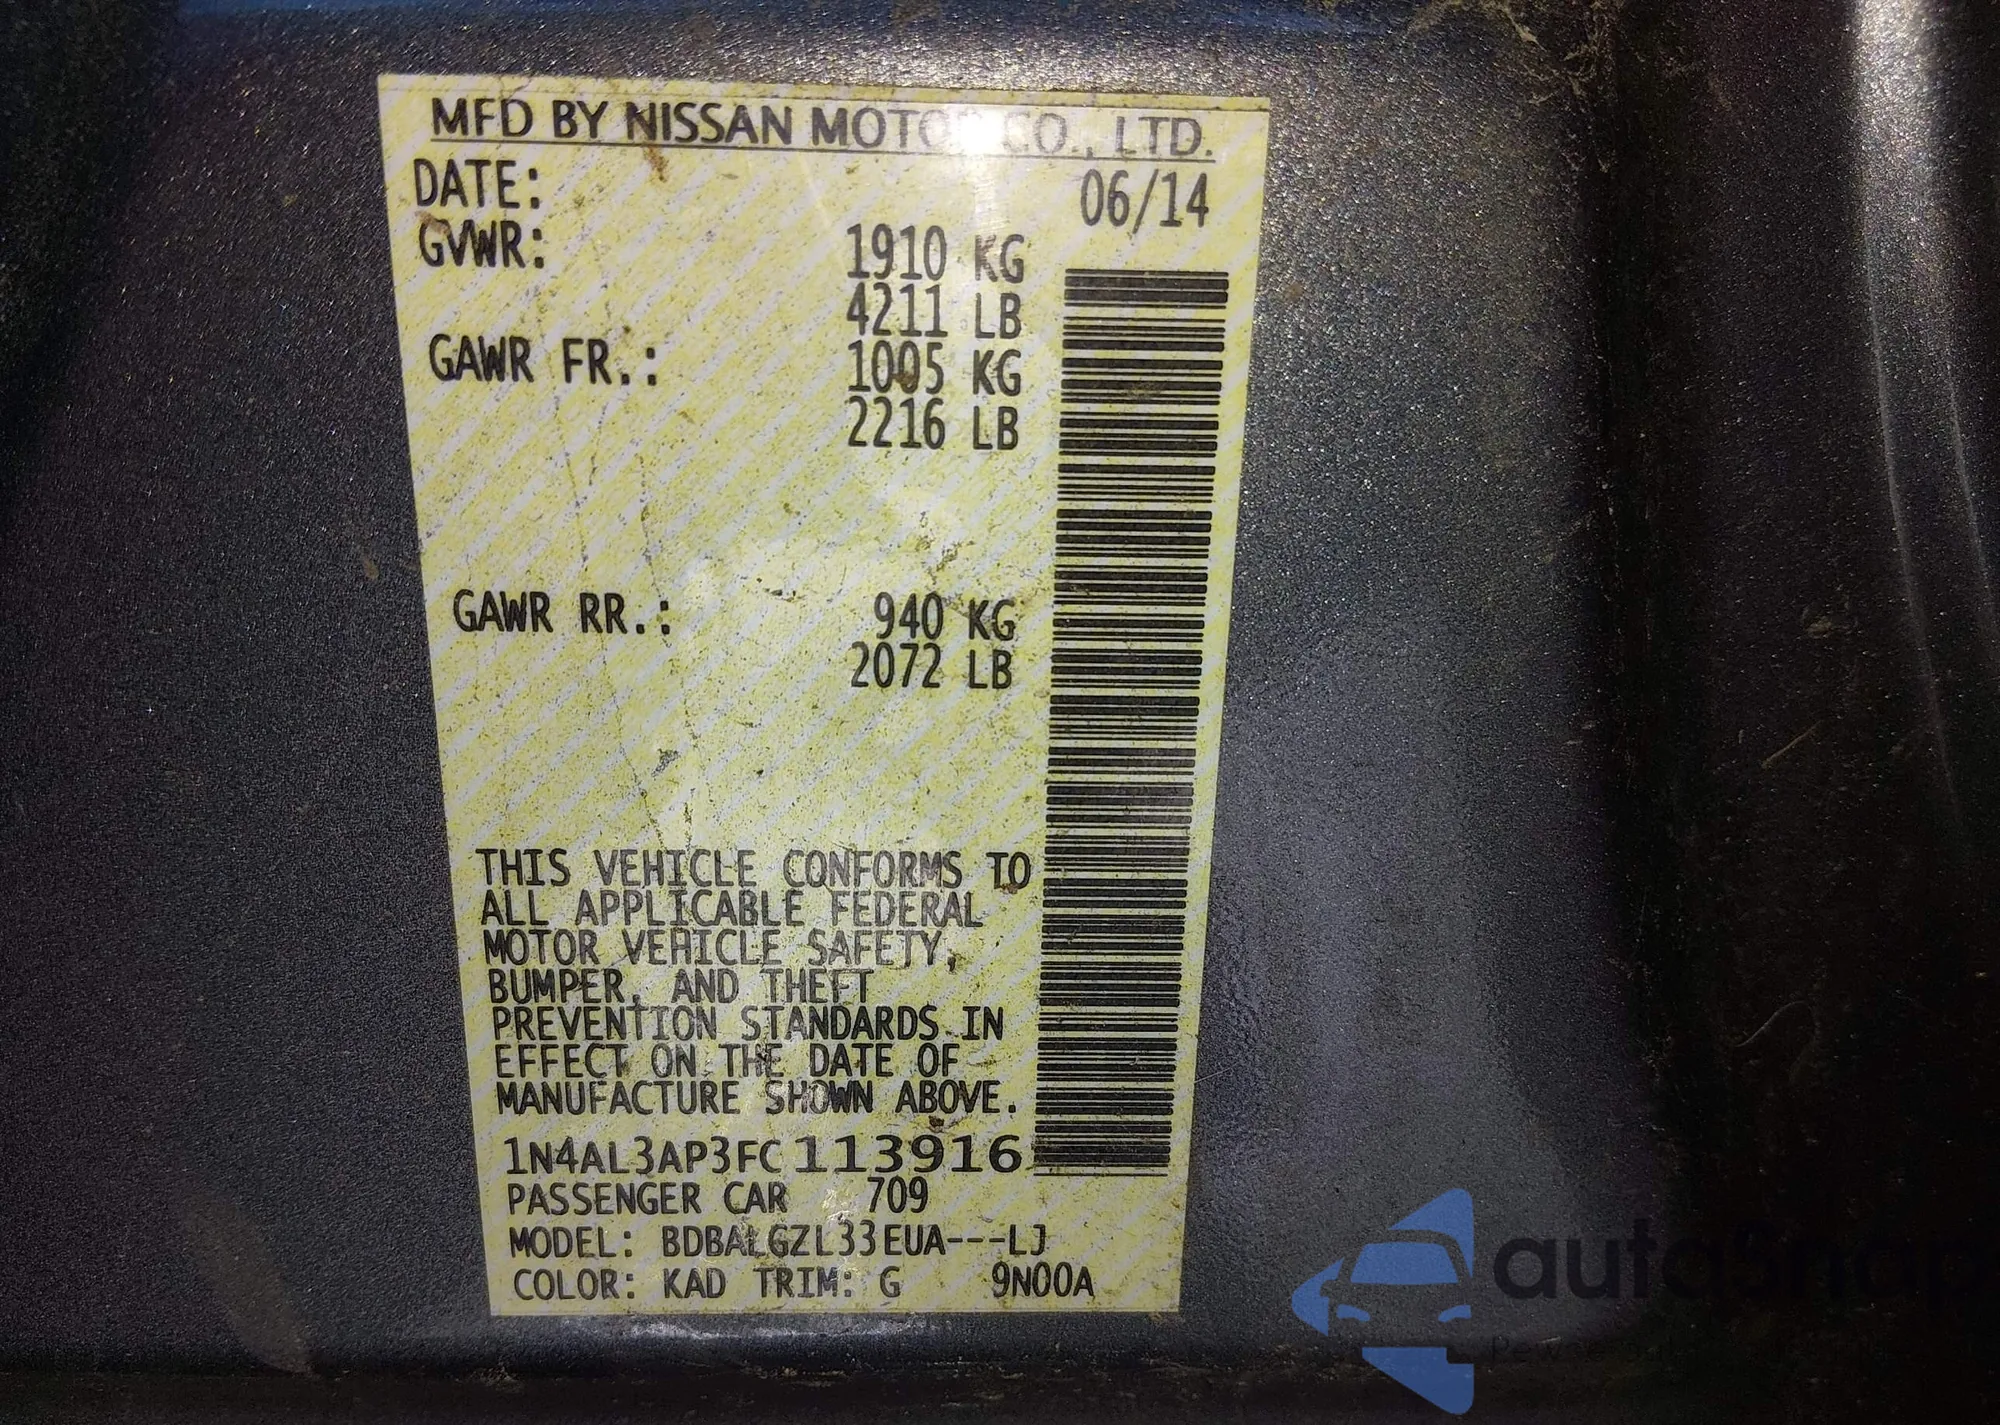 MFD BY NISSAN MOTOR CO., LTD.
DATE: 06/14
GVWR: 1910 KG
4211 LB
GAWR FR.: 1005 KG
2216 LB
GAWR RR.: 940 KG
2072 LB
THIS VEHICLE CONFORMS TO
ALL APPLICABLE FEDERAL
MOTOR VEHICLE SAFETY,
BUMPER, AND THEFT
PREVENTION STANDARDS IN
EFFECT ON THE DATE OF
MANUFACTURE SHOWN ABOVE.
1N4AL3AP3FC113916
PASSENGER CAR 709
MODEL: BDBALGZL33EUA---LJ
COLOR: KAD TRIM: G 9N00A
autoshop